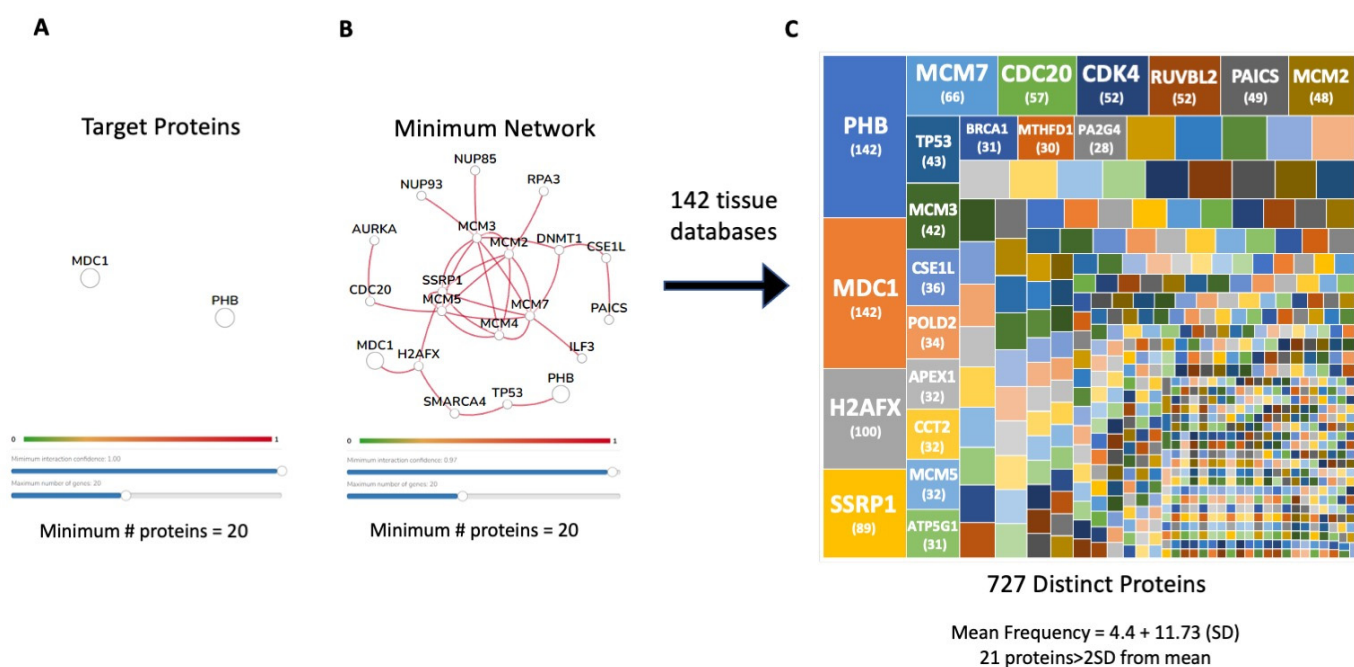 A
Target Proteins
MDC1
PHB
0
1
Minimum interaction confidence: 1.00
Maximum number of genes: 20
Minimum # proteins = 20
B
Minimum Network
NUP85
NUP93
RPA3
AURKA
MCM3
MCM2
DNMT1
CSE1L
SSRP1
CDC20
MCM5
MCM7
PAICS
MCM4
MDC1
H2AFX
ILF3
PHB
TP53
SMARCA4
0
1
Minimum interaction confidence: 0.97
Maximum number of genes: 20
Minimum # proteins = 20
142 tissue
databases
C
PHB
(142)
MDC1
(142)
H2AFX
(100)
SSRP1
(89)
MCM7
(66)
CDC20
(57)
CDK4
(52)
RUVBL2
(52)
PAICS
(49)
MCM2
(48)
TP53
(43)
BRCA1
(31)
MTHFD1
(30)
PA2G4
(28)
MCM3
(42)
CSE1L
(36)
POLD2
(34)
APEX1
(32)
CCT2
(32)
MCM5
(32)
ATP5G1
(31)
727 Distinct Proteins
Mean Frequency = 4.4 + 11.73 (SD)
21 proteins>2SD from mean